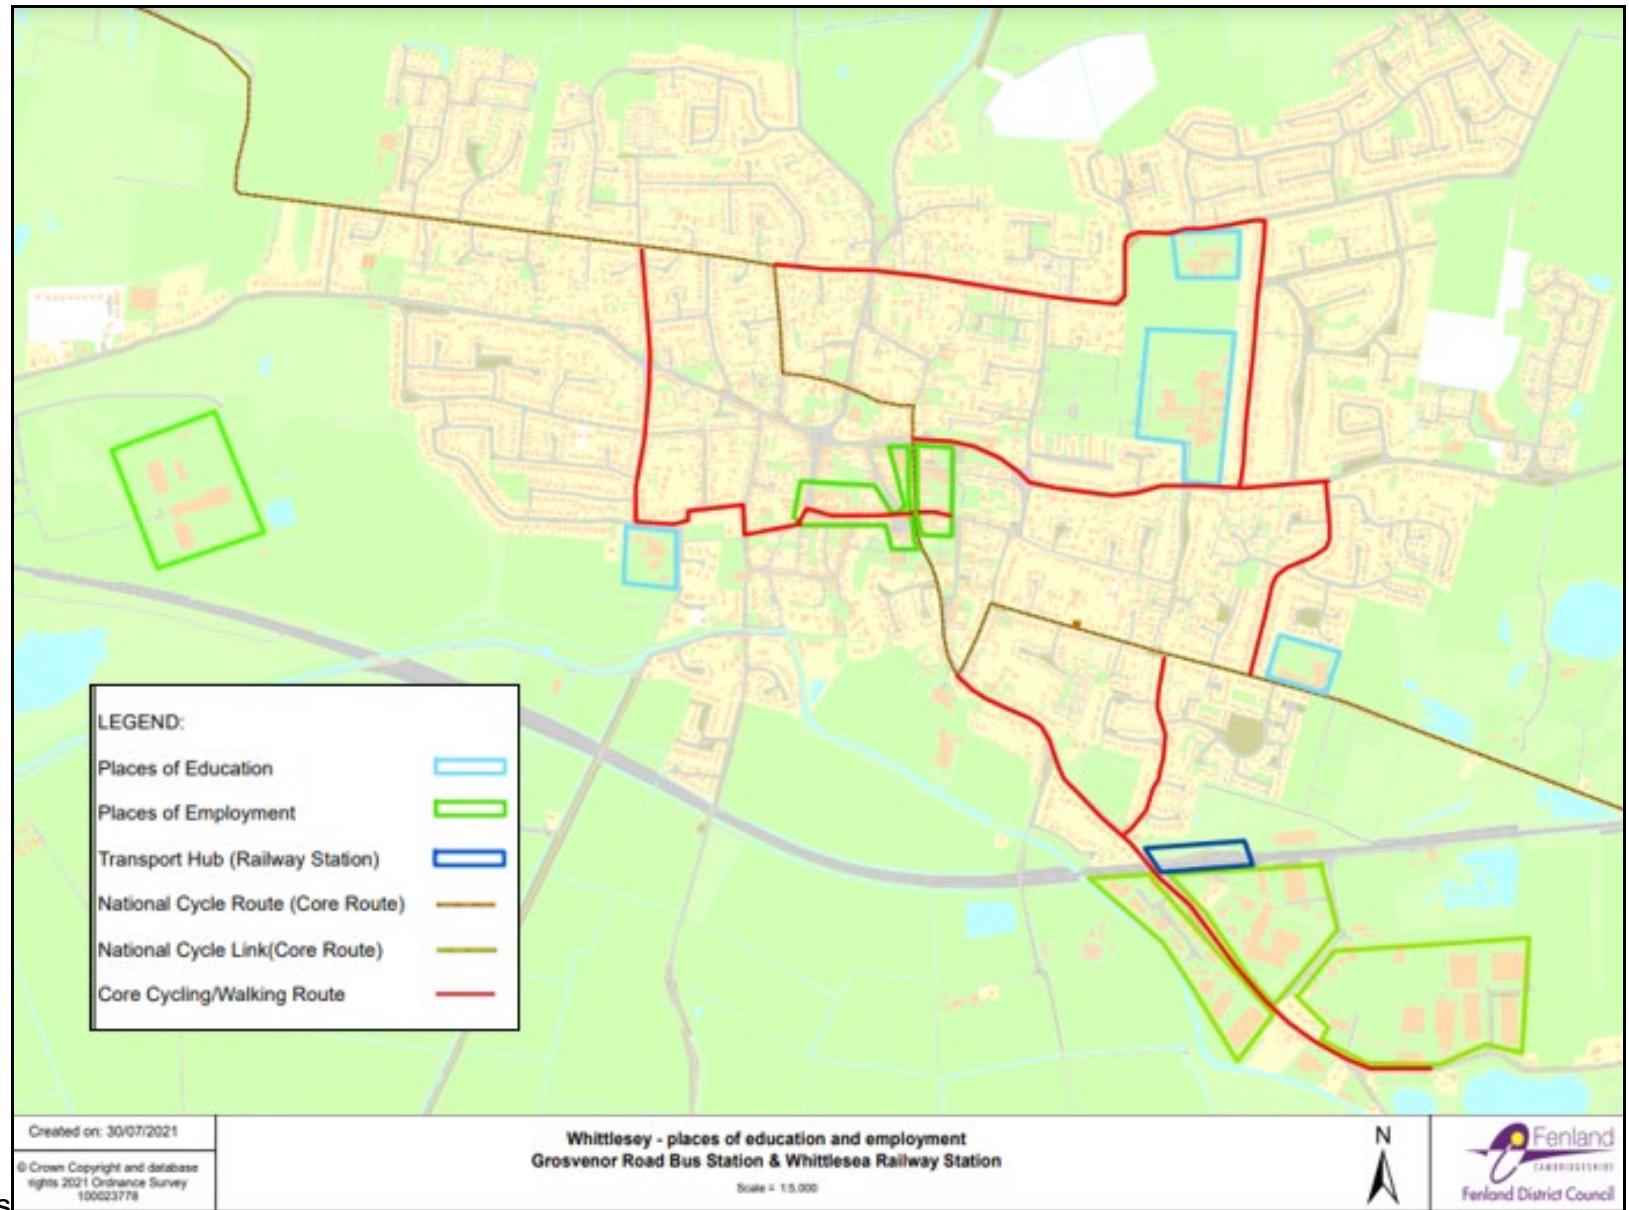 LEGEND:
Places of Education
Places of Employment
Transport Hub (Railway Station)
National Cycle Route (Core Route)
National Cycle Link(Core Route)
Core Cycling/Walking Route
s
Created on: 30/07/2021
© Crown Copyright and database
rights 2021 Ordnance Survey
100023778
Whittlesey - places of education and employment
Grosvenor Road Bus Station & Whittlesea Railway Station
Scale = 1:5,000
N
Fenland
CAMBRIDGESHIRE
Fenland District Council